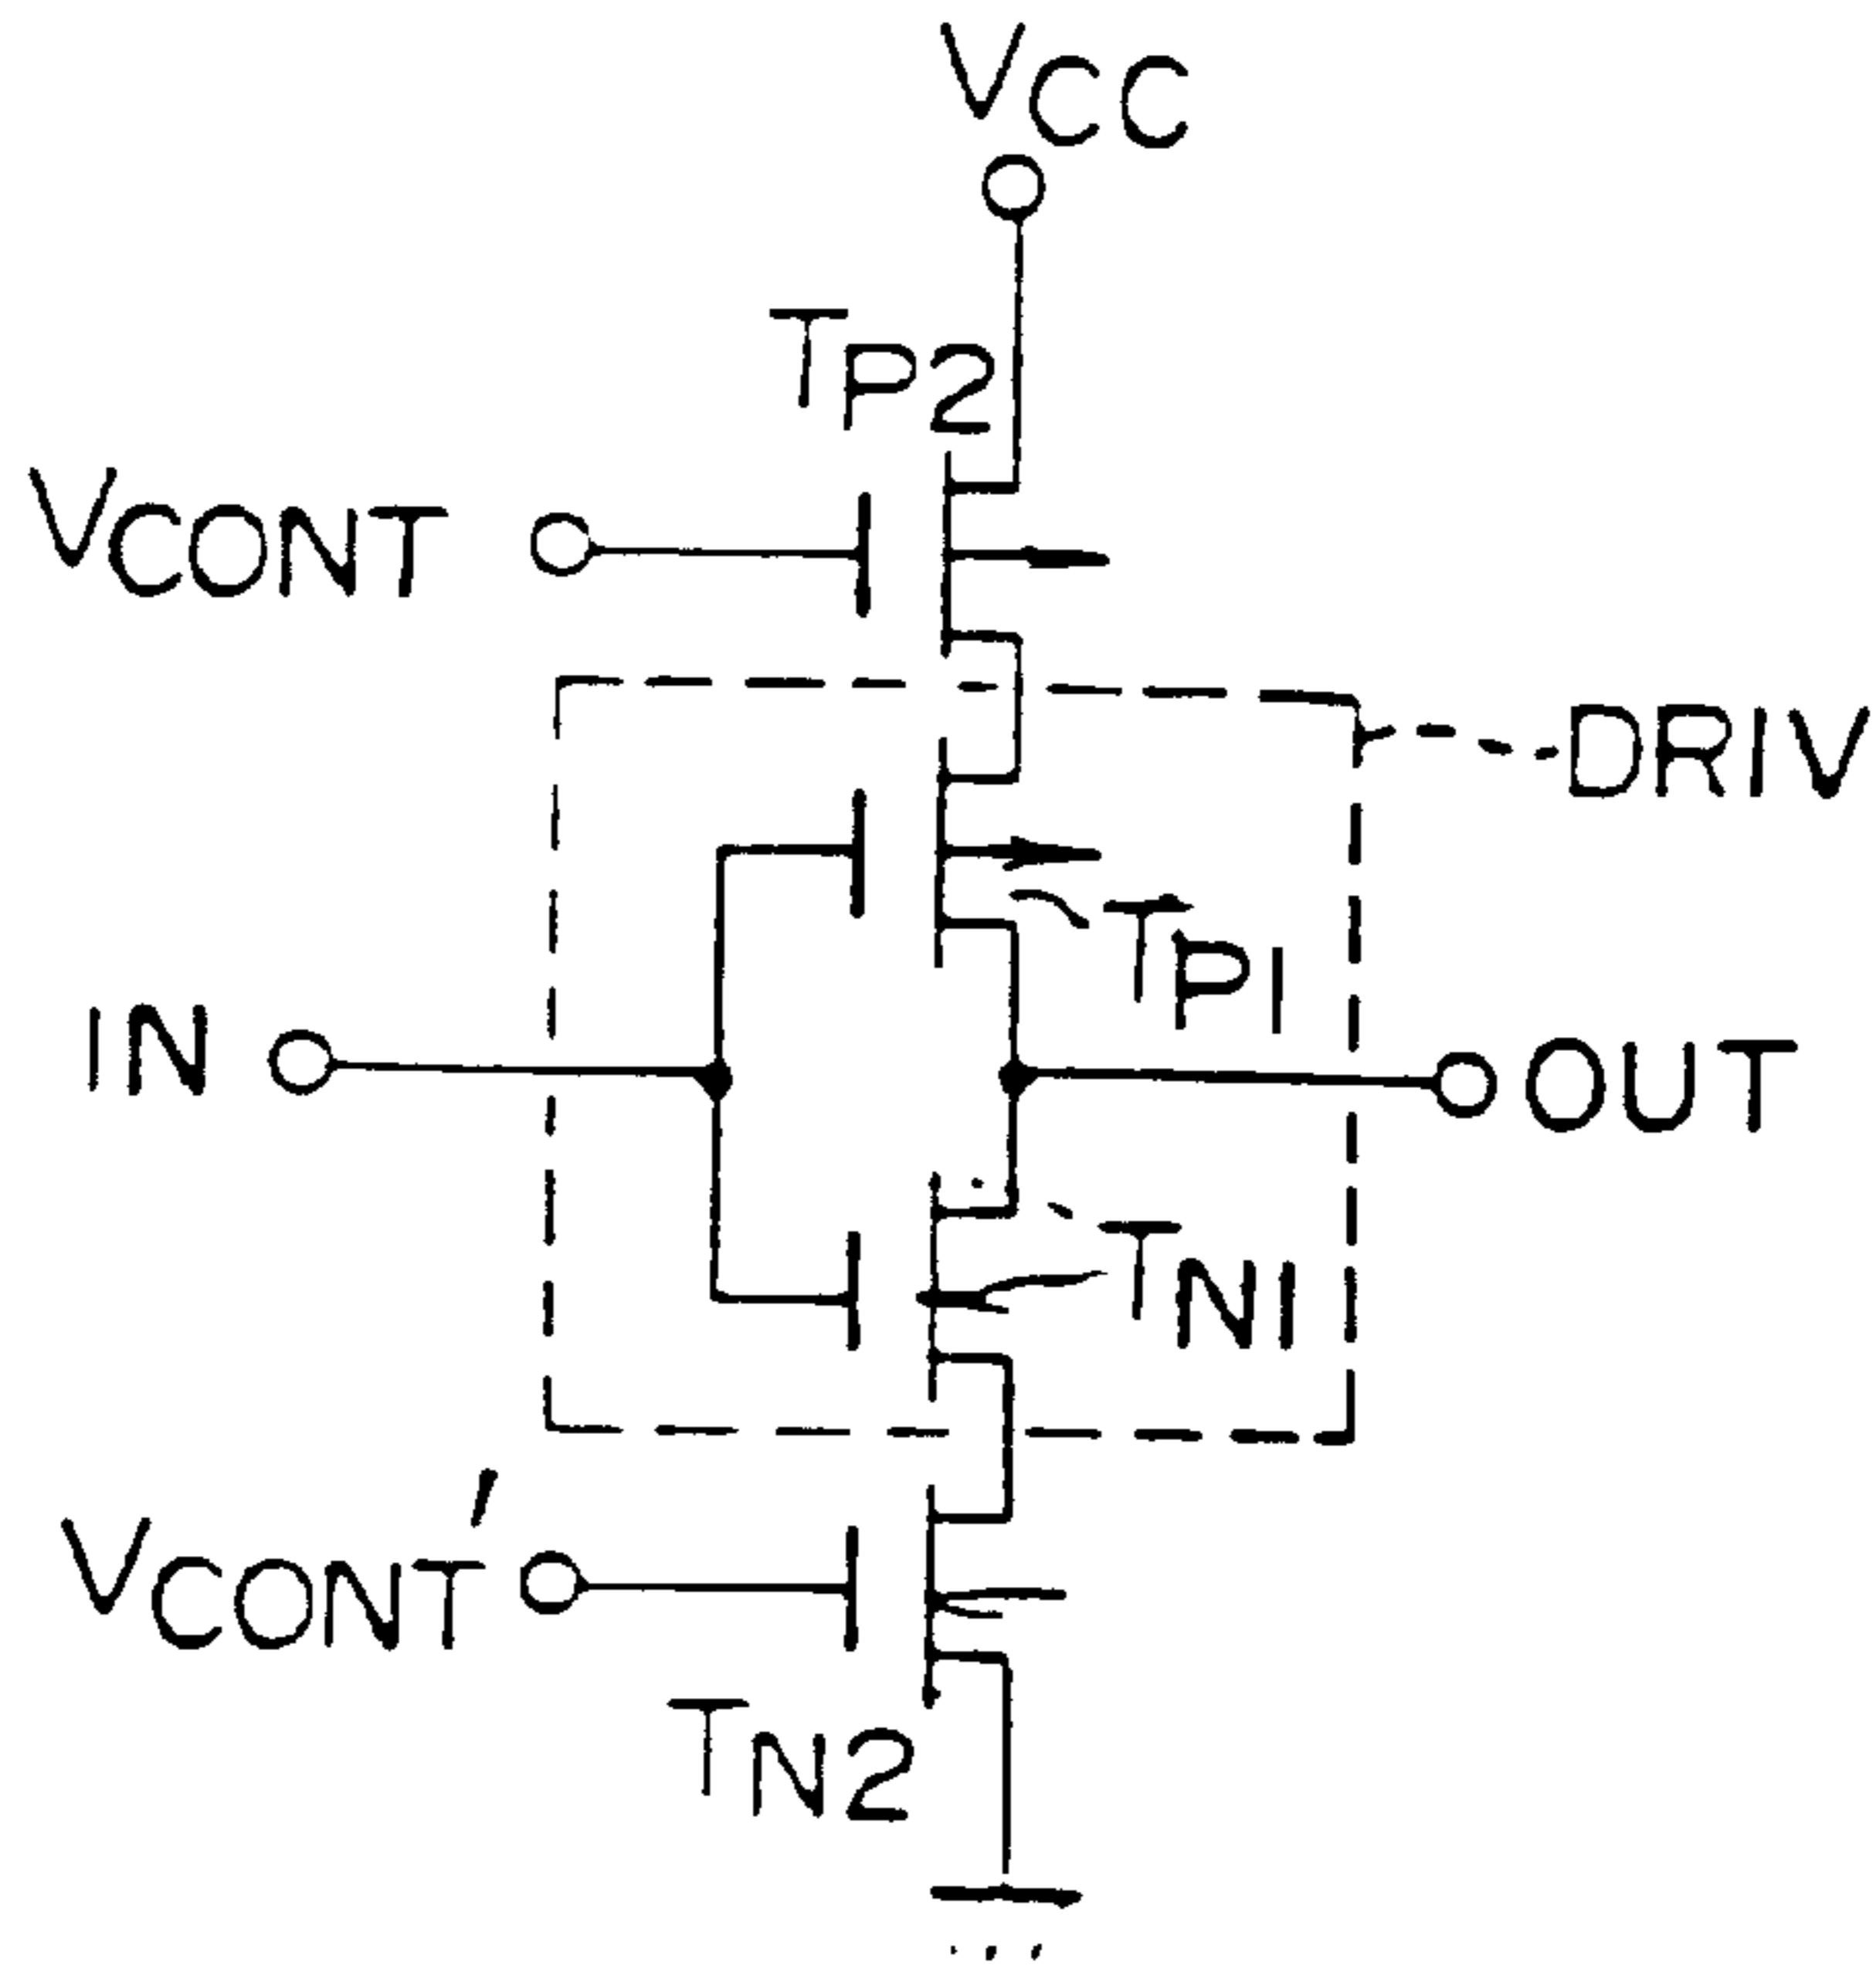 VCC
TP2
VCONT
DRIV
TP1
IN
OUT
TN1
VCONT'
TN2